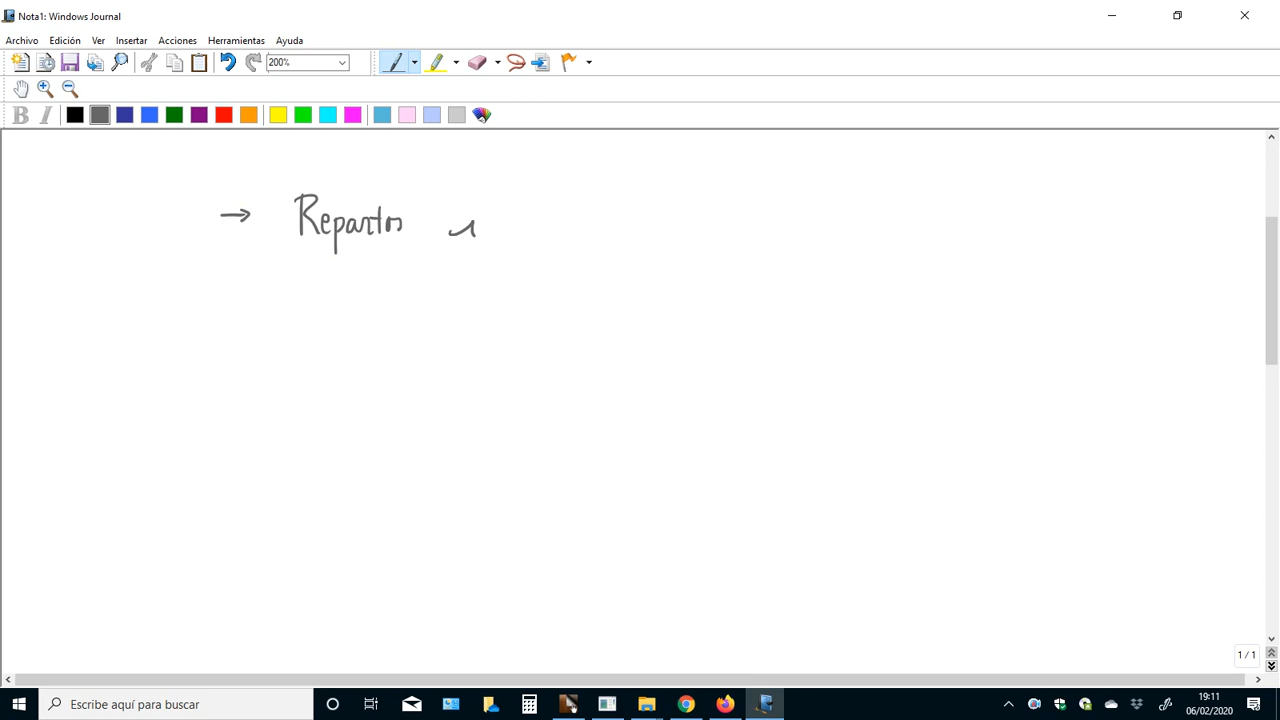 Nota1: Windows Journal
Archivo Edición Ver Insertar Acciones Herramientas Ayuda
200%
B I
→ Repartos
1 / 1
Escribe aquí para buscar
19:11
06/02/2020